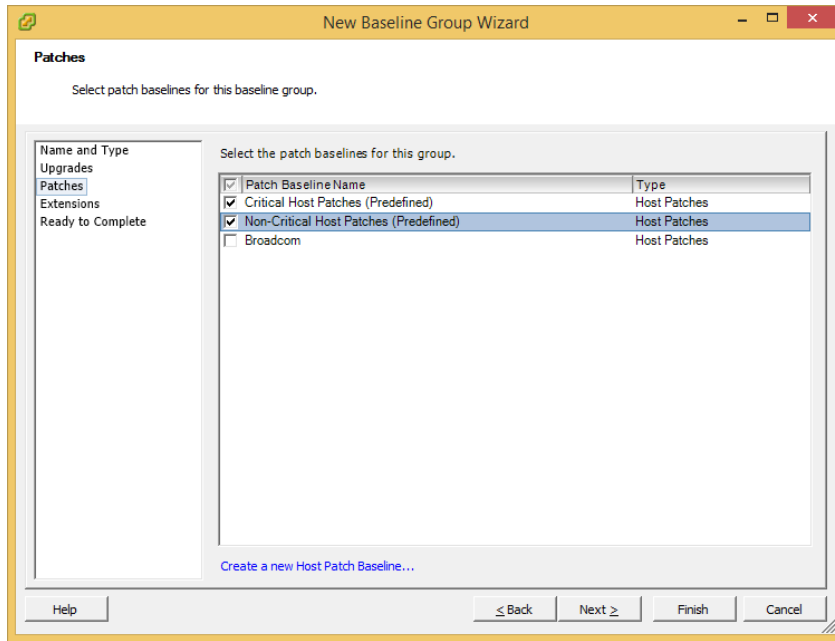 New Baseline Group Wizard
Patches
Select patch baselines for this baseline group.
Name and Type
Upgrades
Patches
Extensions
Ready to Complete
Select the patch baselines for this group.
Patch Baseline Name Type
Critical Host Patches (Predefined) Host Patches
Non-Critical Host Patches (Predefined) Host Patches
Broadcom Host Patches
Create a new Host Patch Baseline...
Help < Back Next > Finish Cancel